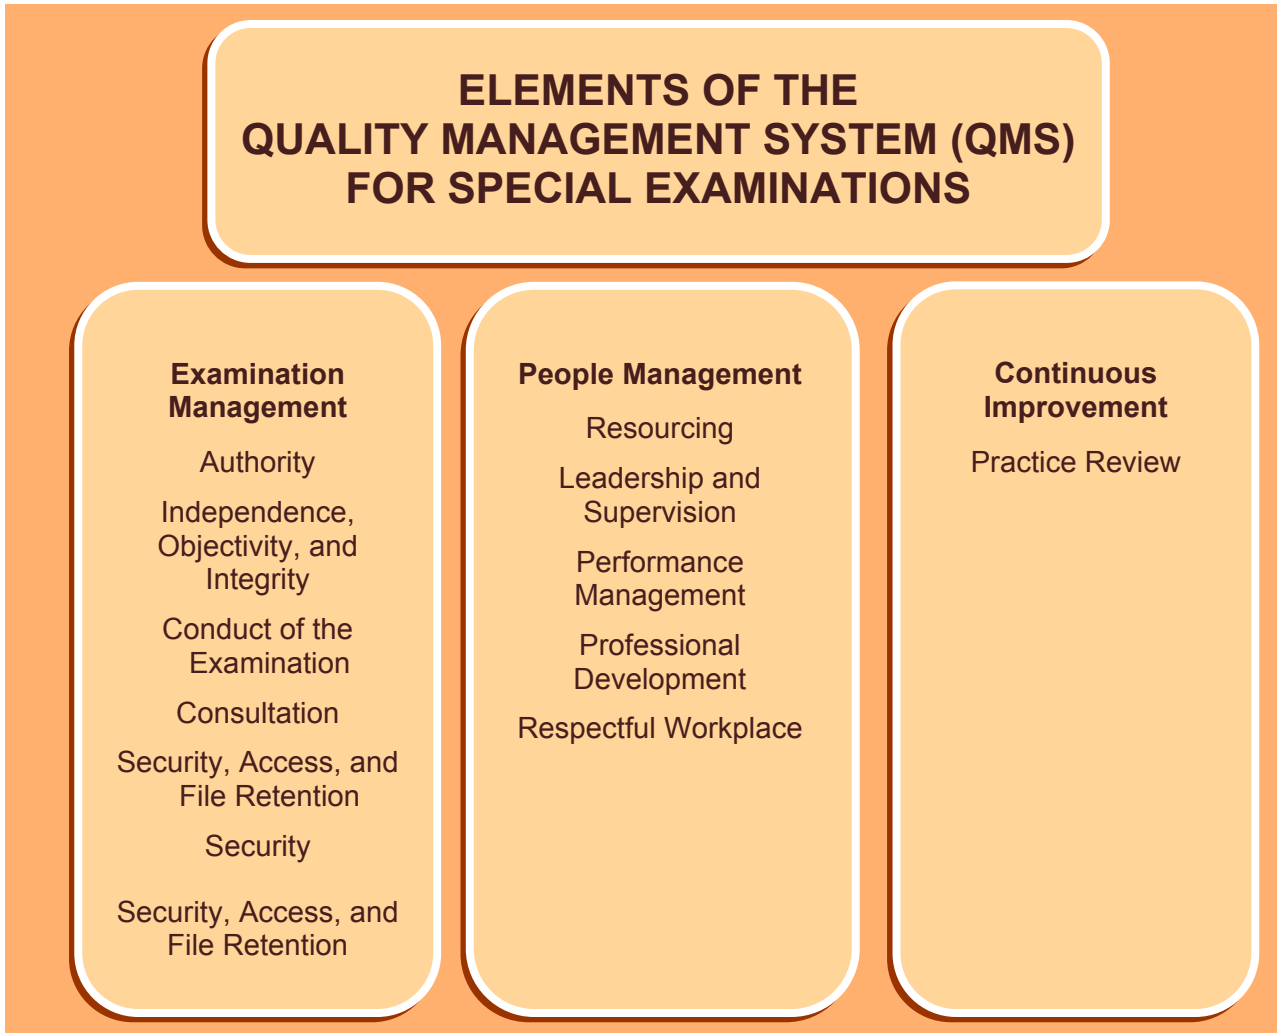 ELEMENTS OF THE
QUALITY MANAGEMENT SYSTEM (QMS)
FOR SPECIAL EXAMINATIONS
Examination
Management
Authority
Independence,
Objectivity, and
Integrity
Conduct of the
Examination
Consultation
Security, Access, and
File Retention
Security
Security, Access, and
File Retention
People Management
Resourcing
Leadership and
Supervision
Performance
Management
Professional
Development
Respectful Workplace
Continuous
Improvement
Practice Review